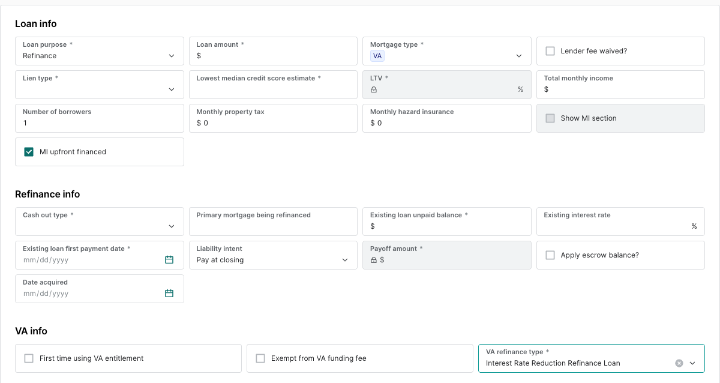 Loan info
Loan purpose *
Refinance
Loan amount *
$
Mortgage type *
VA
Lender fee waived?
Lien type *
Lowest median credit score estimate *
LTV *
%
Total monthly income
$
Number of borrowers
1
Monthly property tax
$ 0
Monthly hazard insurance
$ 0
Show MI section
MI upfront financed
Refinance info
Cash out type *
Primary mortgage being refinanced
Existing loan unpaid balance *
$
Existing interest rate
%
Existing loan first payment date *
mm/dd/yyyy
Liability intent
Pay at closing
Payoff amount *
$
Apply escrow balance?
Date acquired
mm/dd/yyyy
VA info
First time using VA entitlement
Exempt from VA funding fee
VA refinance type *
Interest Rate Reduction Refinance Loan